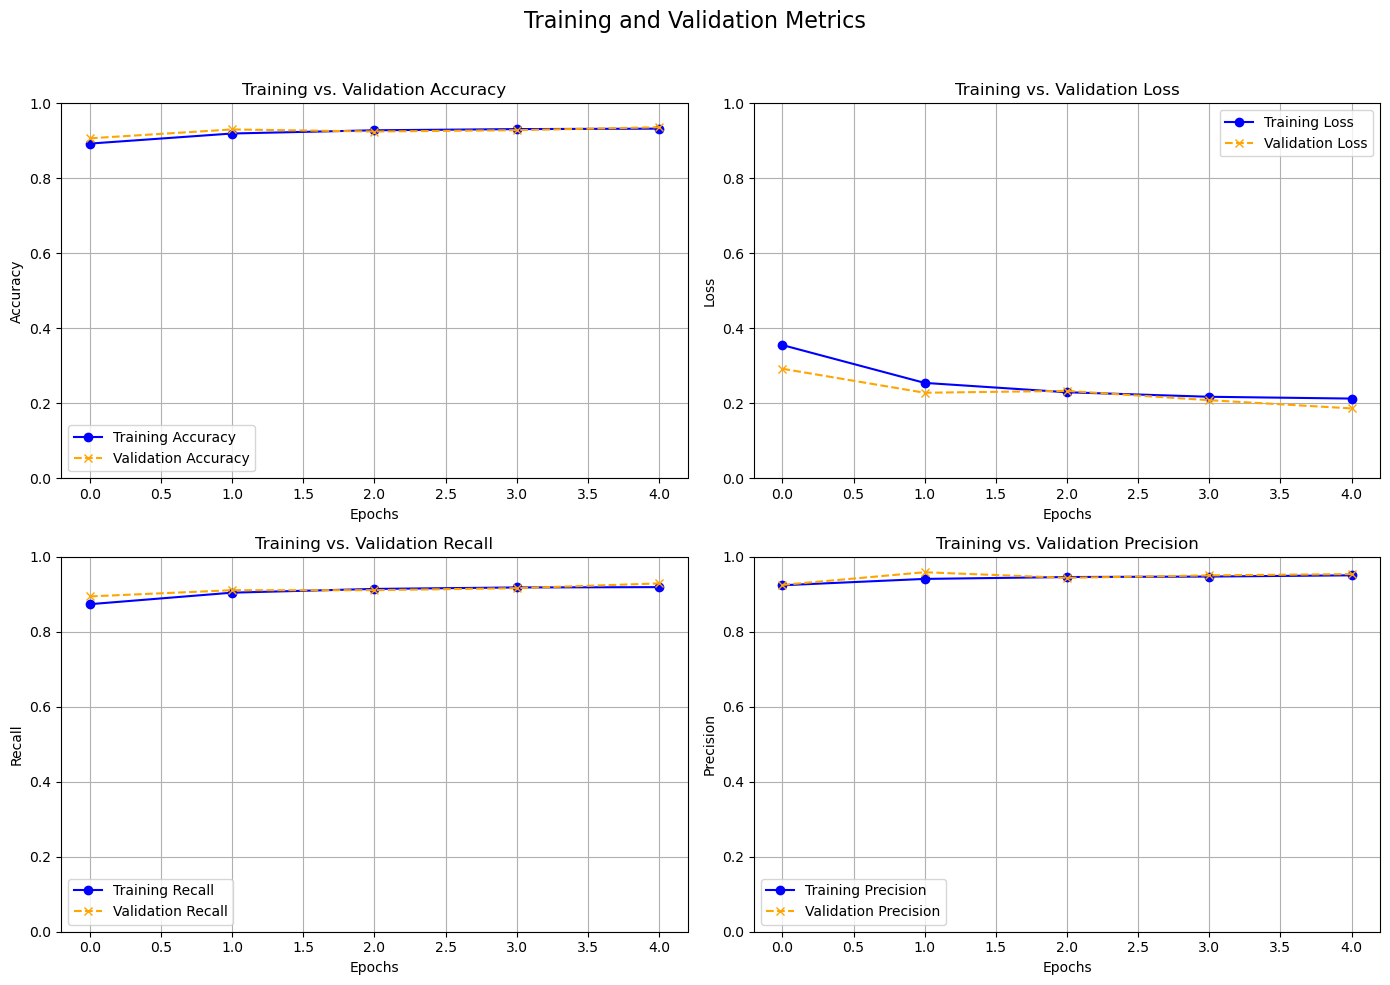 Training and Validation Metrics
Training vs. Validation Accuracy
1.0
0.8
0.6
0.4
0.2
0.0
Accuracy
Training Accuracy
Validation Accuracy
0.0 0.5 1.0 1.5 2.0 2.5 3.0 3.5 4.0
Epochs
Training vs. Validation Loss
1.0
0.8
0.6
0.4
0.2
0.0
Loss
Training Loss
Validation Loss
0.0 0.5 1.0 1.5 2.0 2.5 3.0 3.5 4.0
Epochs
Training vs. Validation Recall
1.0
0.8
0.6
0.4
0.2
0.0
Recall
Training Recall
Validation Recall
0.0 0.5 1.0 1.5 2.0 2.5 3.0 3.5 4.0
Epochs
Training vs. Validation Precision
1.0
0.8
0.6
0.4
0.2
0.0
Precision
Training Precision
Validation Precision
0.0 0.5 1.0 1.5 2.0 2.5 3.0 3.5 4.0
Epochs